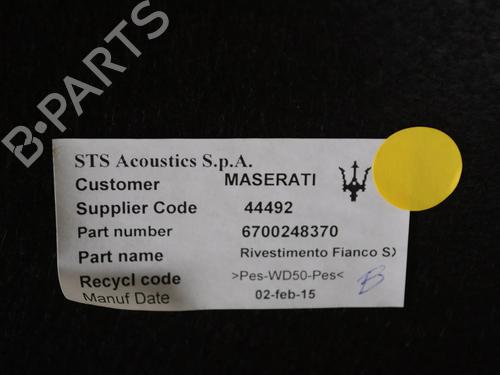 B-PARTS
STS Acoustics S.p.A.
Customer MASERATI
Supplier Code 44492
Part number 6700248370
Part name Rivestimento Fianco SX
Recycl code >Pes-WD50-Pes<
Manuf Date 02-feb-15